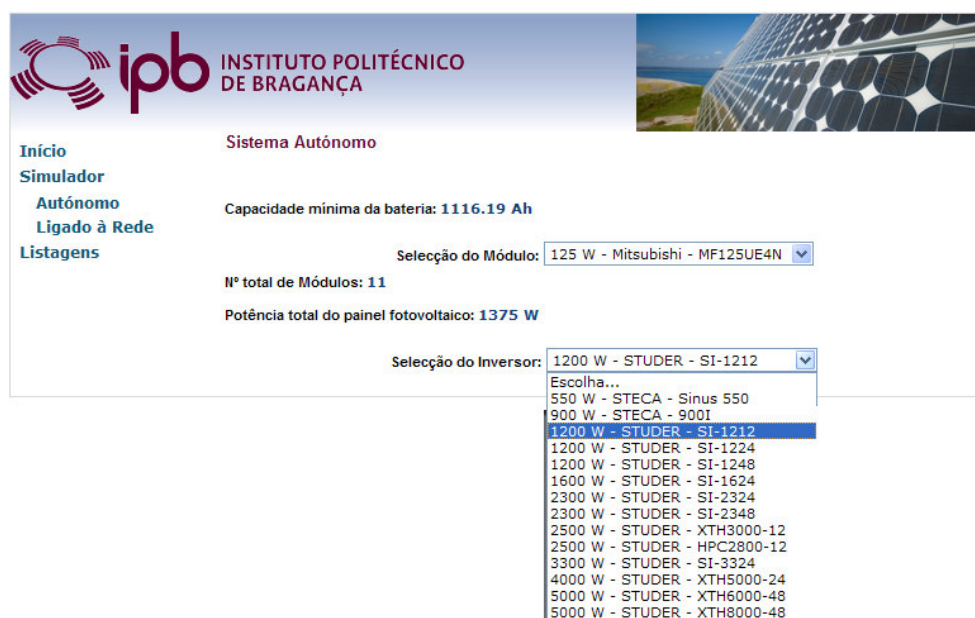 ipb INSTITUTO POLITÉCNICO
DE BRAGANÇA
Início
Simulador
Autónomo
Ligado à Rede
Listagens
Sistema Autónomo
Capacidade mínima da bateria: 1116.19 Ah
Selecção do Módulo: 125 W - Mitsubishi - MF125UE4N
Nº total de Módulos: 11
Potência total do painel fotovoltaico: 1375 W
Selecção do Inversor: 1200 W - STUDER - SI-1212
Escolha...
550 W - STECA - Sinus 550
900 W - STECA - 900I
1200 W - STUDER - SI-1212
1200 W - STUDER - SI-1224
1200 W - STUDER - SI-1248
1600 W - STUDER - SI-1624
2300 W - STUDER - SI-2324
2300 W - STUDER - SI-2348
2500 W - STUDER - XTH3000-12
2500 W - STUDER - HPC2800-12
3300 W - STUDER - SI-3324
4000 W - STUDER - XTH5000-24
5000 W - STUDER - XTH6000-48
5000 W - STUDER - XTH8000-48